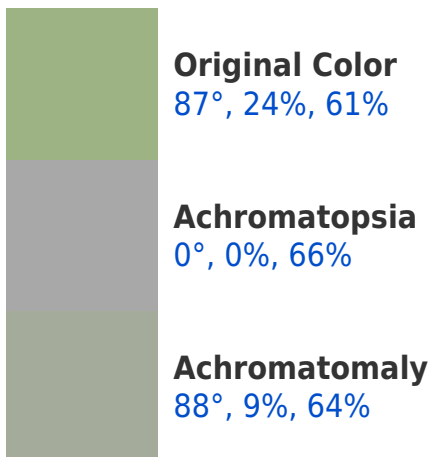 Original Color
87°, 24%, 61%
Achromatopsia
0°, 0%, 66%
Achromatomaly
88°, 9%, 64%